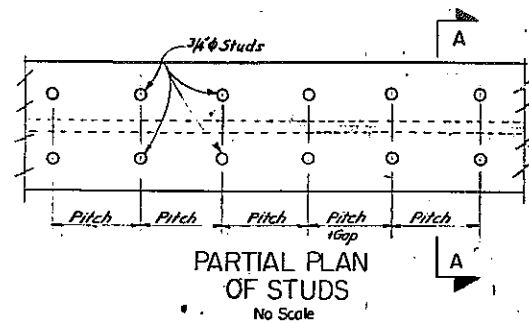 A
3/4" ϕ Studs
Pitch Pitch Pitch Pitch Pitch
+Gap
A
PARTIAL PLAN
OF STUDS
No Scale